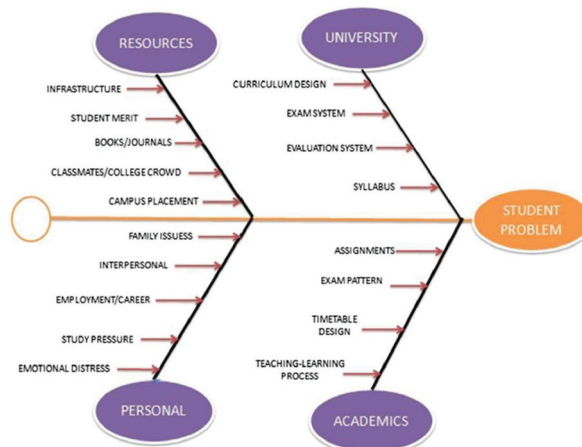 RESOURCES
UNIVERSITY
INFRASTRUCTURE
STUDENT MERIT
BOOKS/JOURNALS
CLASSMATES/COLLEGE CROWD
CAMPUS PLACEMENT
CURRICULUM DESIGN
EXAM SYSTEM
EVALUATION SYSTEM
SYLLABUS
STUDENT
PROBLEM
FAMILY ISSUESS
INTERPERSONAL
EMPLOYMENT/CAREER
STUDY PRESSURE
EMOTIONAL DISTRESS
ASSIGNMENTS
EXAM PATTERN
TIMETABLE
DESIGN
TEACHING-LEARNING
PROCESS
PERSONAL
ACADEMICS